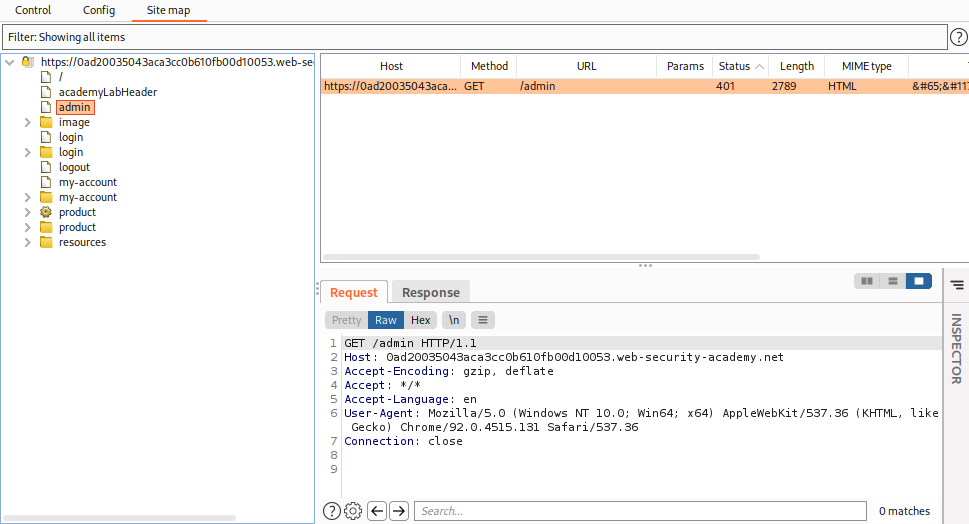 Control Config Site map
Filter: Showing all items
https://0ad20035043aca3cc0b610fb00d10053.web-se
/
academyLabHeader
admin
image
login
login
logout
my-account
my-account
product
product
resources
Host Method URL Params Status Length MIME type
https://0ad20035043aca... GET /admin 401 2789 HTML &#65;&#117
Request Response
Pretty Raw Hex \n
1 GET /admin HTTP/1.1
2 Host: 0ad20035043aca3cc0b610fb00d10053.web-security-academy.net
3 Accept-Encoding: gzip, deflate
4 Accept: */*
5 Accept-Language: en
6 User-Agent: Mozilla/5.0 (Windows NT 10.0; Win64; x64) AppleWebKit/537.36 (KHTML, like
Gecko) Chrome/92.0.4515.131 Safari/537.36
7 Connection: close
8
9
INSPECTOR
Search...
0 matches